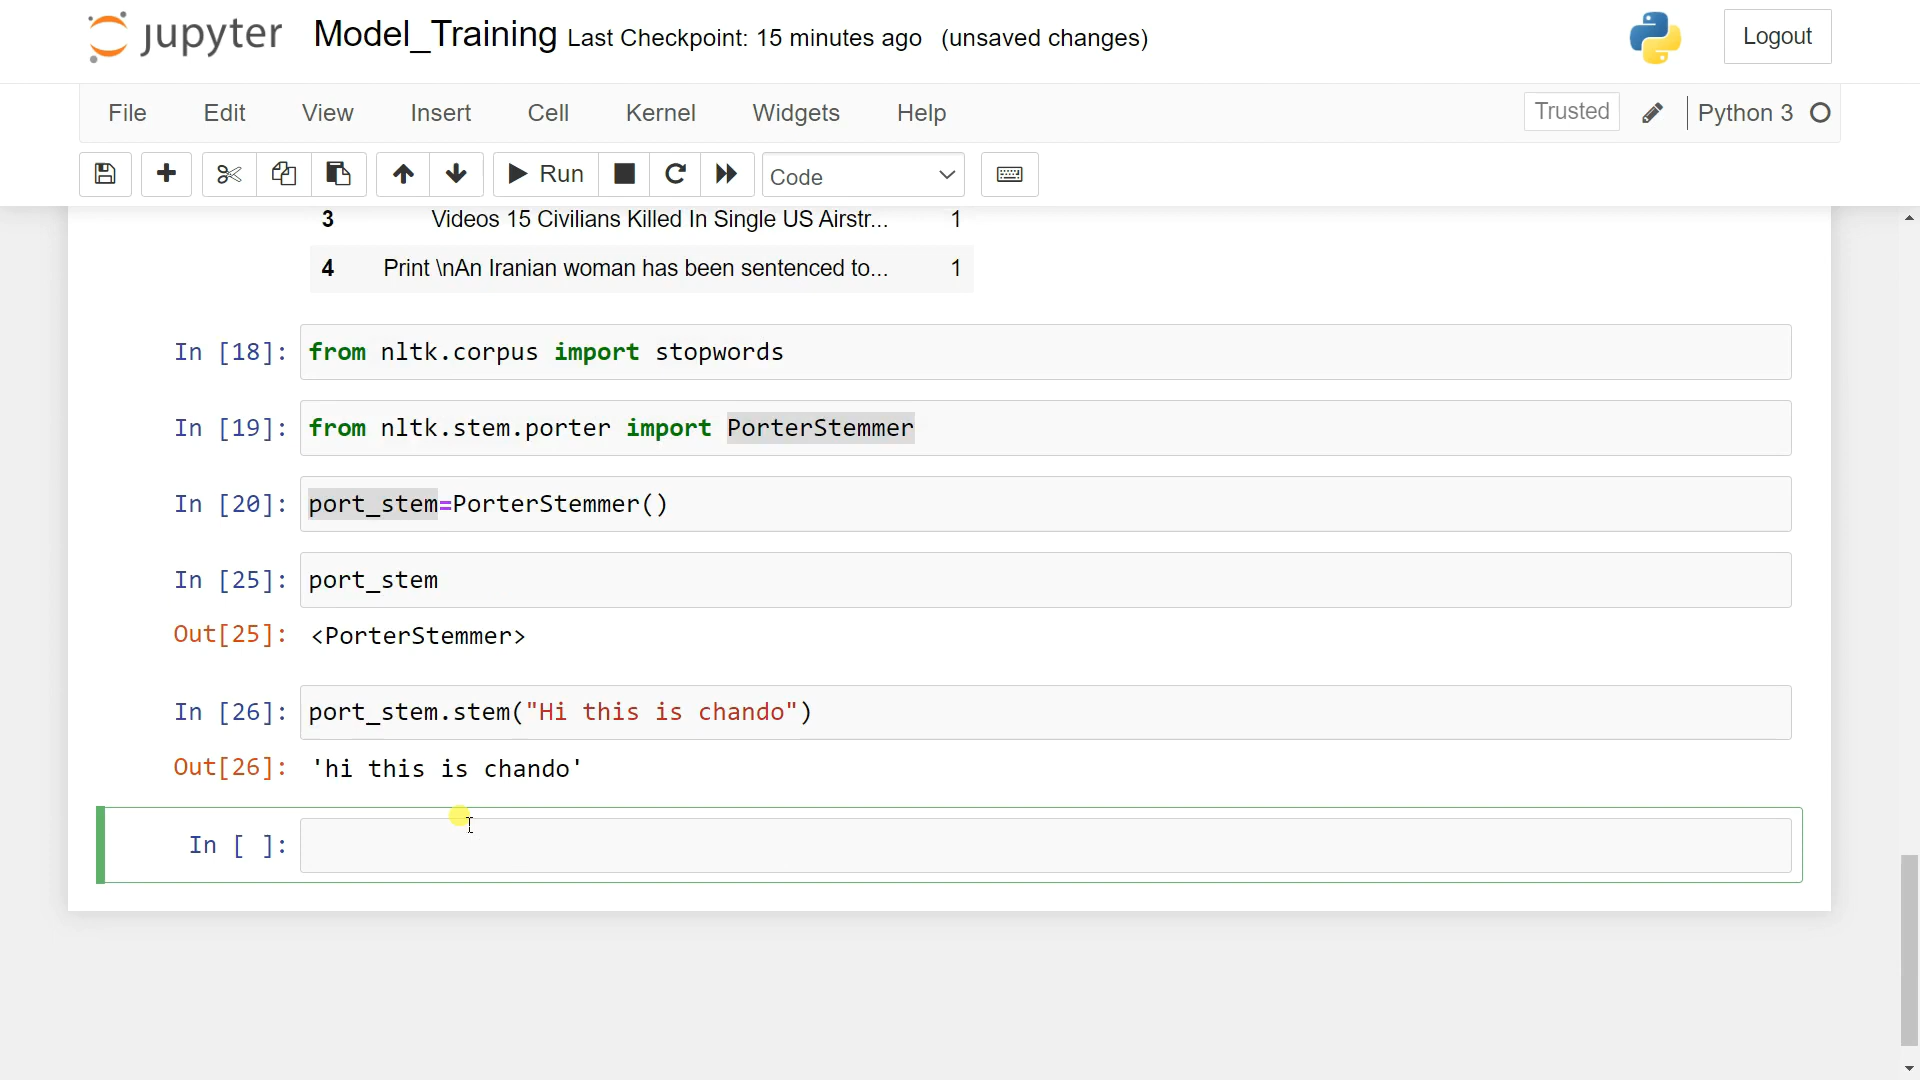 jupyter Model_Training Last Checkpoint: 15 minutes ago (unsaved changes) Logout
File Edit View Insert Cell Kernel Widgets Help Trusted Python 3
Run Code
3 Videos 15 Civilians Killed In Single US Airstr... 1
4 Print \nAn Iranian woman has been sentenced to... 1
In [18]: from nltk.corpus import stopwords
In [19]: from nltk.stem.porter import PorterStemmer
In [20]: port_stem=PorterStemmer()
In [25]: port_stem
Out[25]: <PorterStemmer>
In [26]: port_stem.stem("Hi this is chando")
Out[26]: 'hi this is chando'
In [ ]: